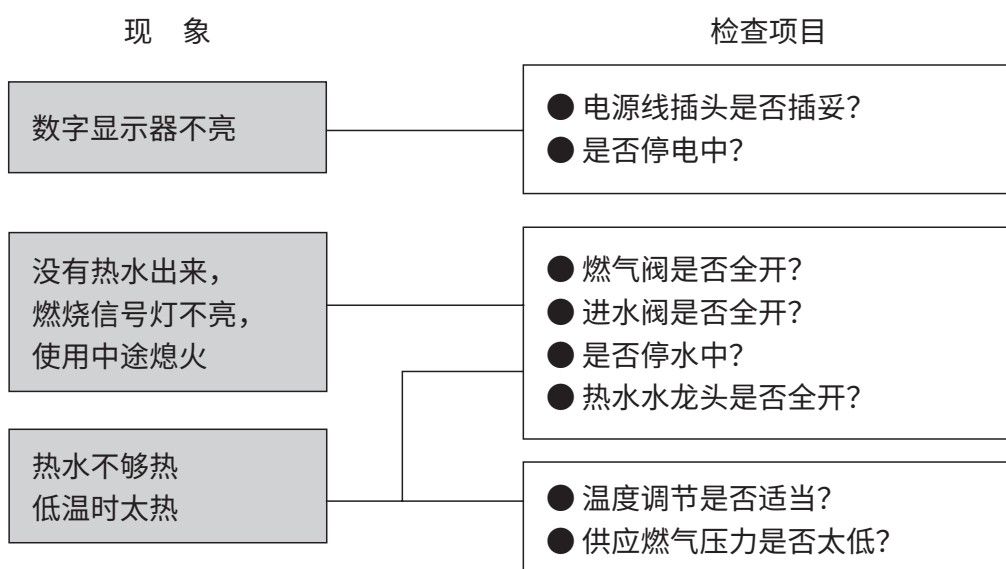 现 象
检查项目
数字显示器不亮
● 电源线插头是否插妥？
● 是否停电中？
没有热水出来，
燃烧信号灯不亮，
使用中途熄火
● 燃气阀是否全开？
● 进水阀是否全开？
● 是否停水中？
● 热水水龙头是否全开？
热水不够热
低温时太热
● 温度调节是否适当？
● 供应燃气压力是否太低？